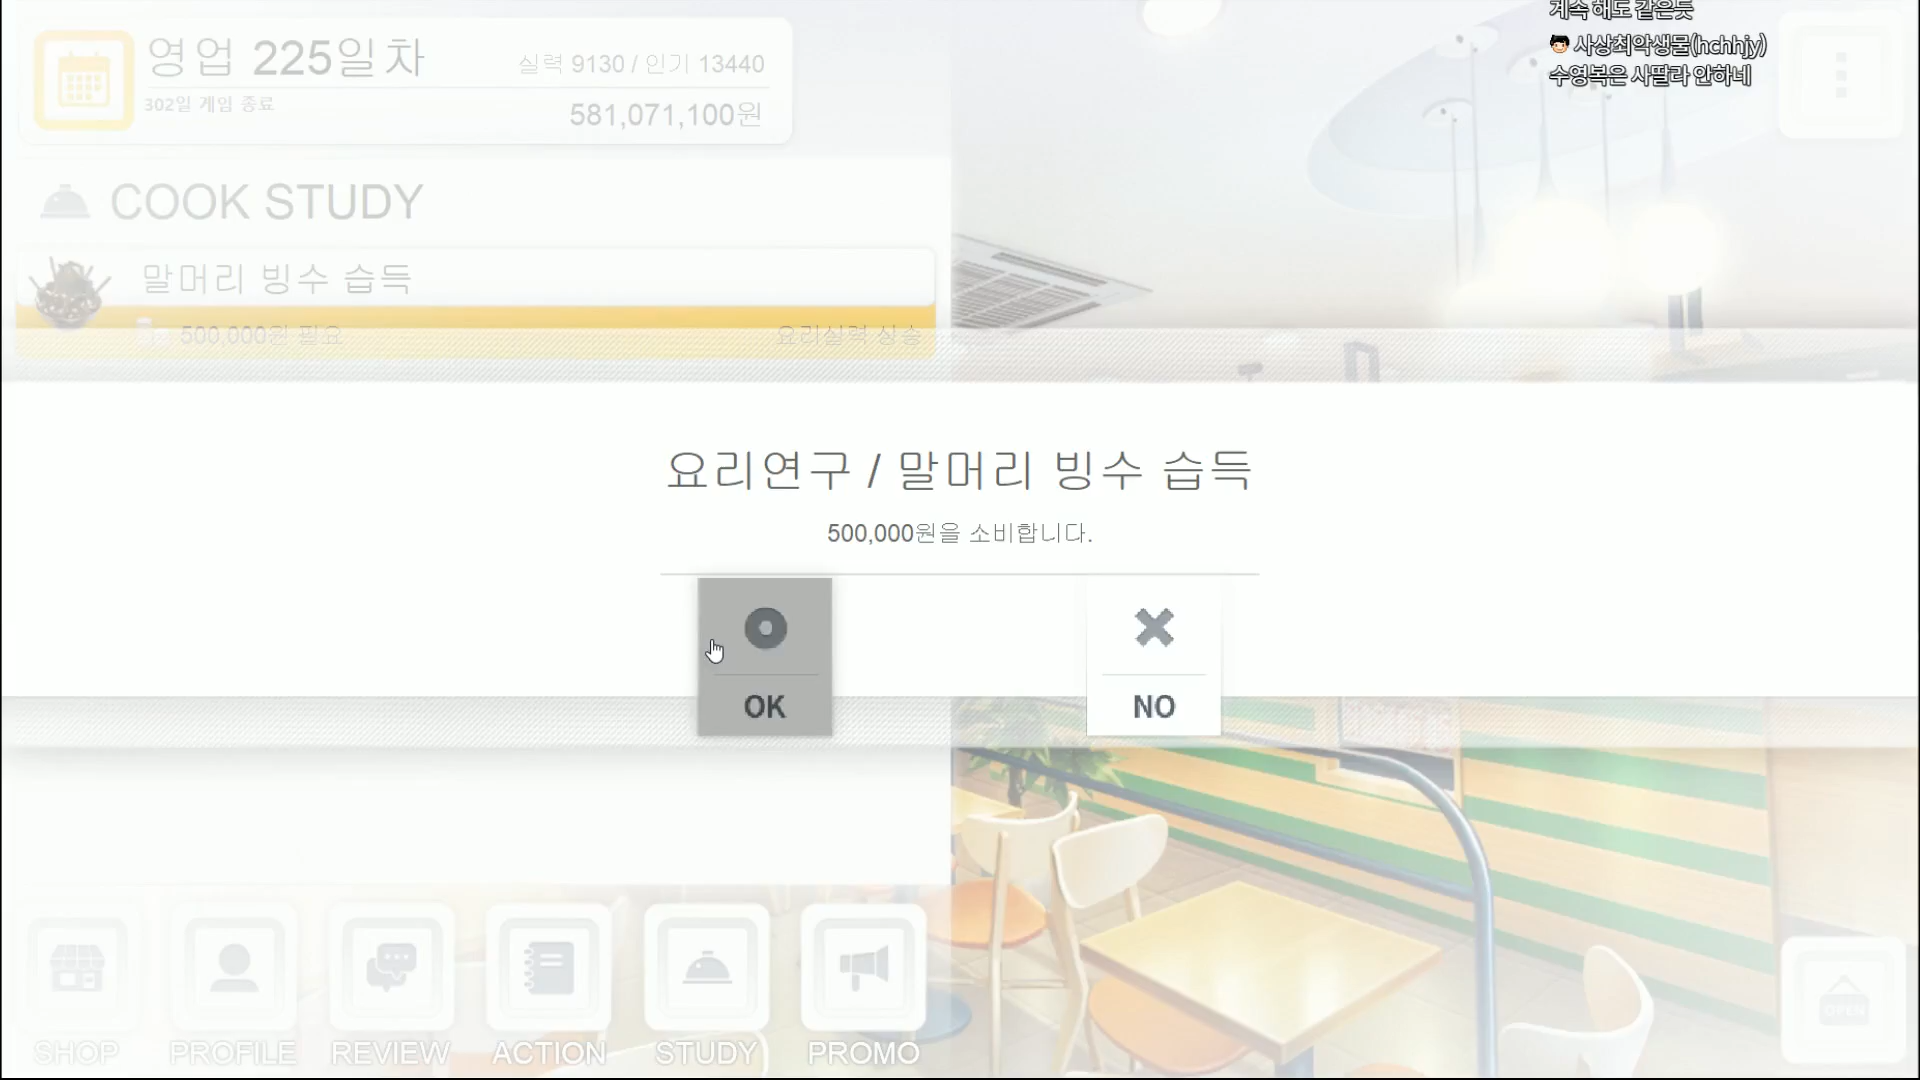 계속 해도 같은듯
사상최악생물(hchhjy)
수영복은 사딸라 안하네
영업 225일차
실력 9130 / 인기 13440
302일 게임 종료
581,071,100원
COOK STUDY
말머리 빙수 습득
500,000원 필요
요리실력 상승
요리연구 / 말머리 빙수 습득
500,000원을 소비합니다.
OK
NO
SHOP
PROFILE
REVIEW
ACTION
STUDY
PROMO
OPEN